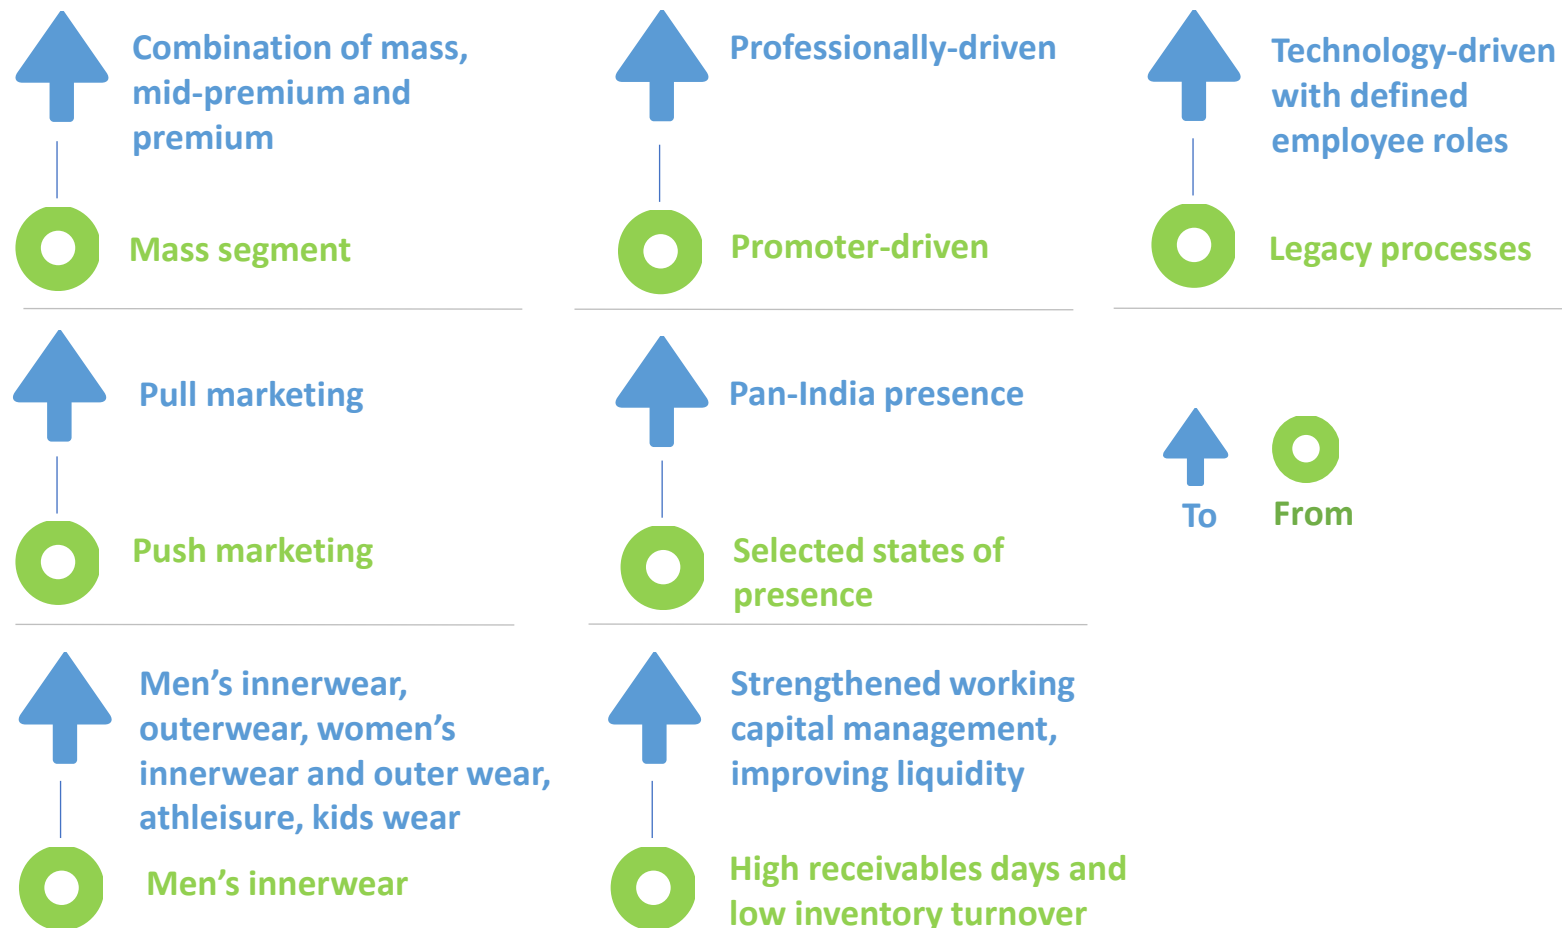 Combination of mass,
mid-premium and
premium
Mass segment
Professionally-driven
Promoter-driven
Technology-driven
with defined
employee roles
Legacy processes
Pull marketing
Push marketing
Pan-India presence
Selected states of
presence
To
From
Men’s innerwear,
outerwear, women’s
innerwear and outer wear,
athleisure, kids wear
Men’s innerwear
Strengthened working
capital management,
improving liquidity
High receivables days and
low inventory turnover